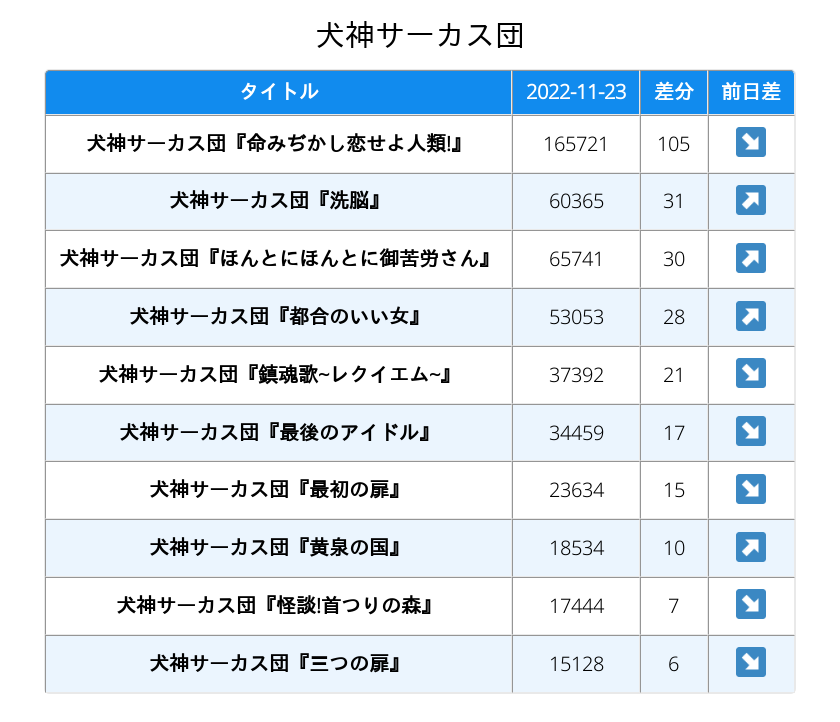 犬神サーカス団
タイトル 2022-11-23 差分 前日差
犬神サーカス団『命みぢかし恋せよ人類!』 165721 105 ↘
犬神サーカス団『洗脳』 60365 31 ↗
犬神サーカス団『ほんとにほんとに御苦労さん』 65741 30 ↗
犬神サーカス団『都合のいい女』 53053 28 ↗
犬神サーカス団『鎮魂歌~レクイエム~』 37392 21 ↘
犬神サーカス団『最後のアイドル』 34459 17 ↘
犬神サーカス団『最初の扉』 23634 15 ↘
犬神サーカス団『黄泉の国』 18534 10 ↗
犬神サーカス団『怪談!首つりの森』 17444 7 ↘
犬神サーカス団『三つの扉』 15128 6 ↘